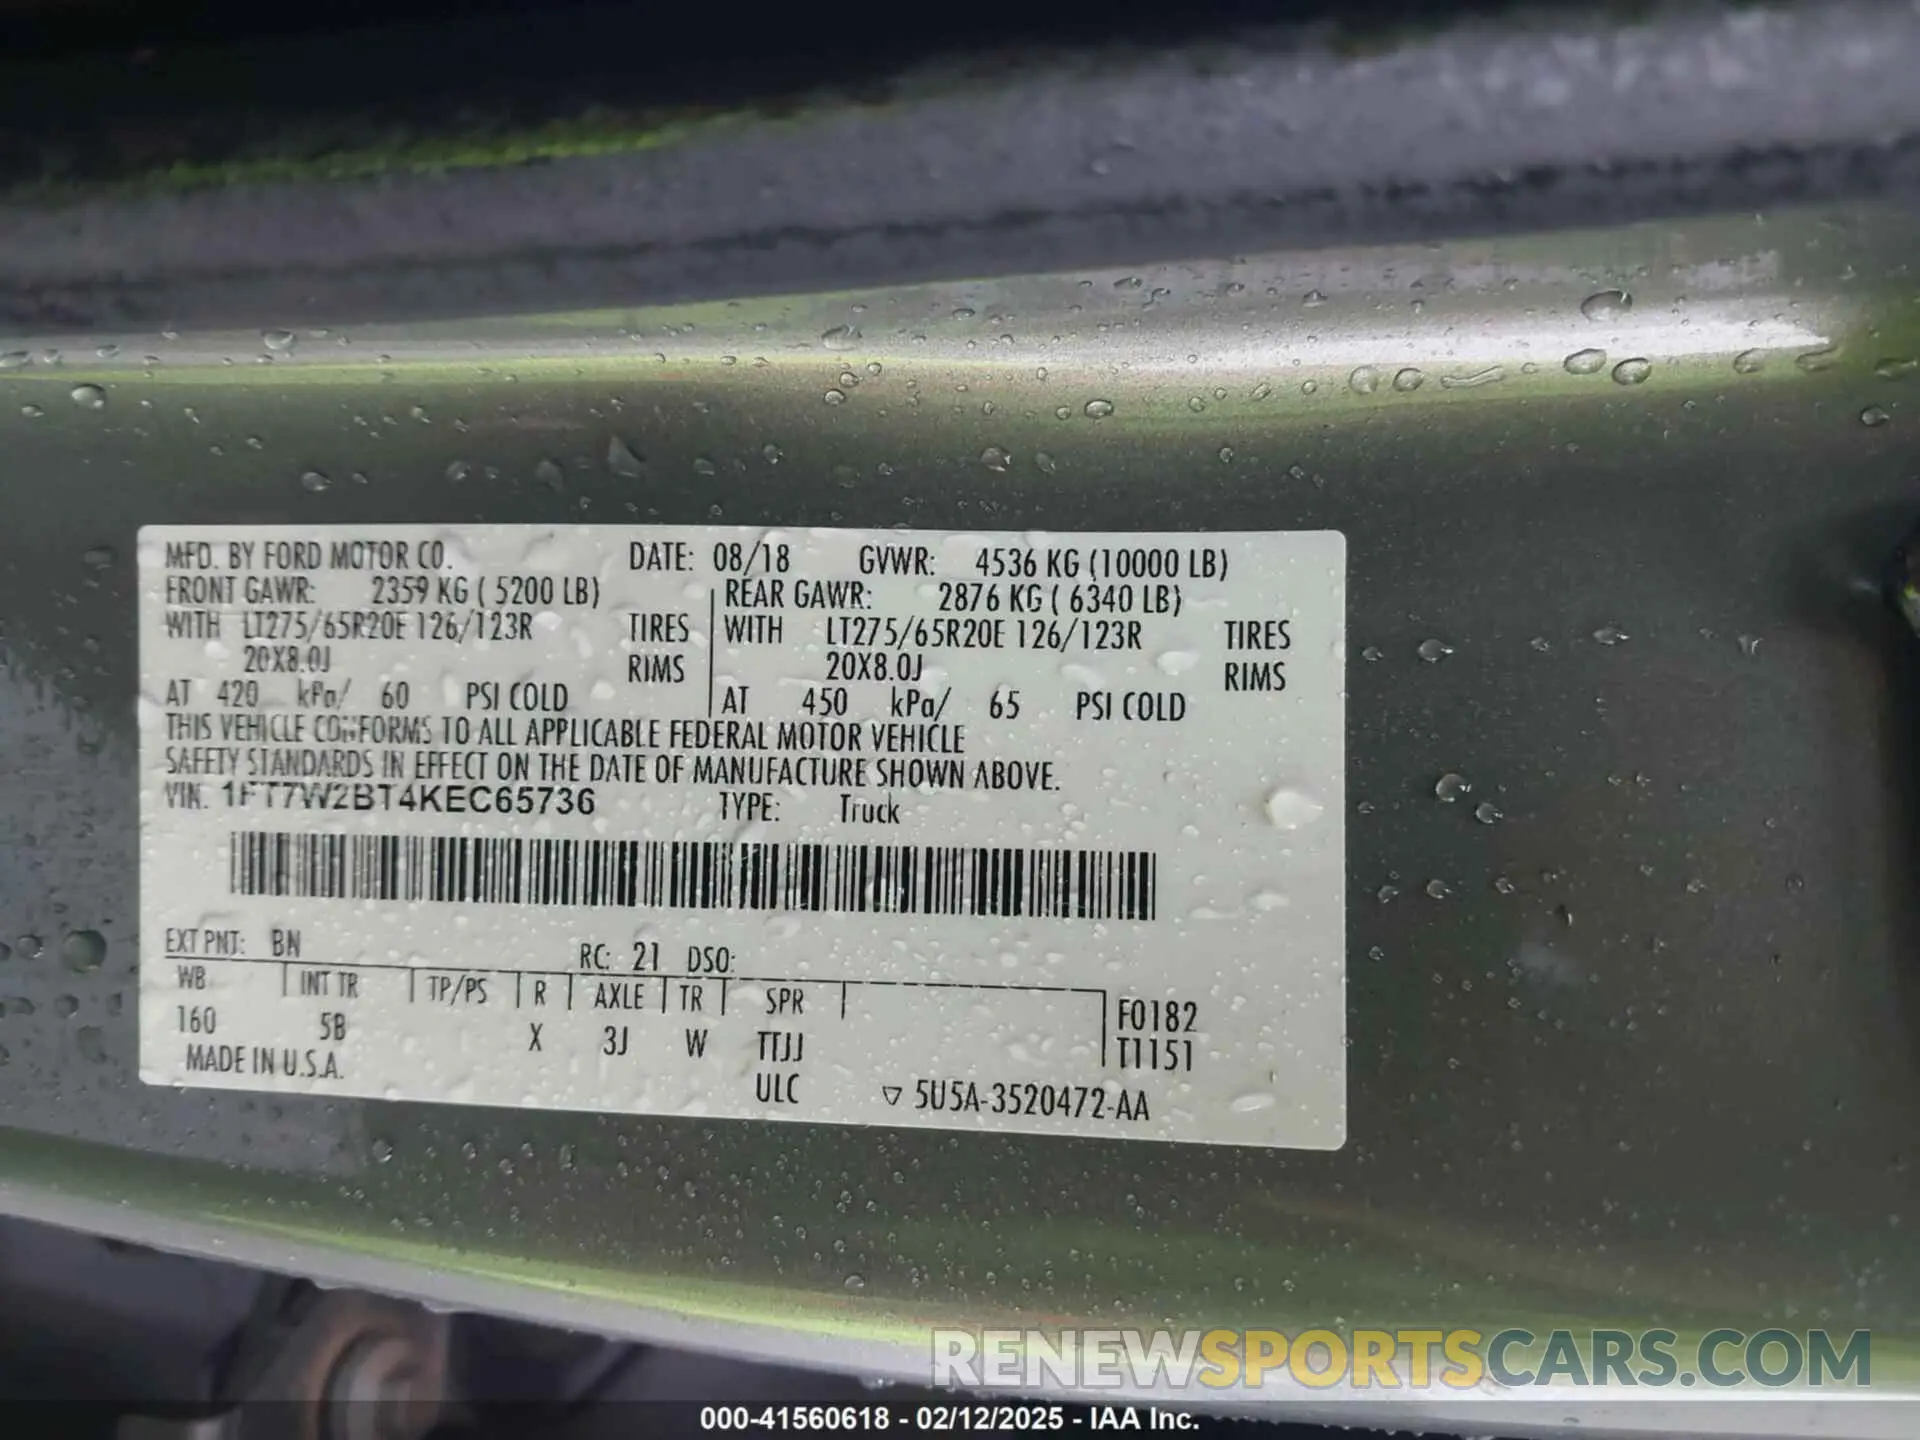 MFD. BY FORD MOTOR CO. DATE: 08/18 GVWR: 4536 KG (10000 LB)
FRONT GAWR: 2359 KG ( 5200 LB) REAR GAWR: 2876 KG ( 6340 LB)
WITH LT275/65R20E 126/123R TIRES WITH LT275/65R20E 126/123R TIRES
20X8.0J RIMS 20X8.0J RIMS
AT 420 kPa/ 60 PSI COLD AT 450 kPa/ 65 PSI COLD
THIS VEHICLE CONFORMS TO ALL APPLICABLE FEDERAL MOTOR VEHICLE
SAFETY STANDARDS IN EFFECT ON THE DATE OF MANUFACTURE SHOWN ABOVE.
VIN: 1FT7W2BT4KEC65736 TYPE: Truck
EXT PNT: BN RC: 21 DSO:
WB INT TR TP/PS R AXLE TR SPR F0182
160 5B X 3J W TTJJ T1151
MADE IN U.S.A. ULC ▽ 5U5A-3520472-AA
RENEWSPORTSCARS.COM
000-41560618 - 02/12/2025 - IAA Inc.